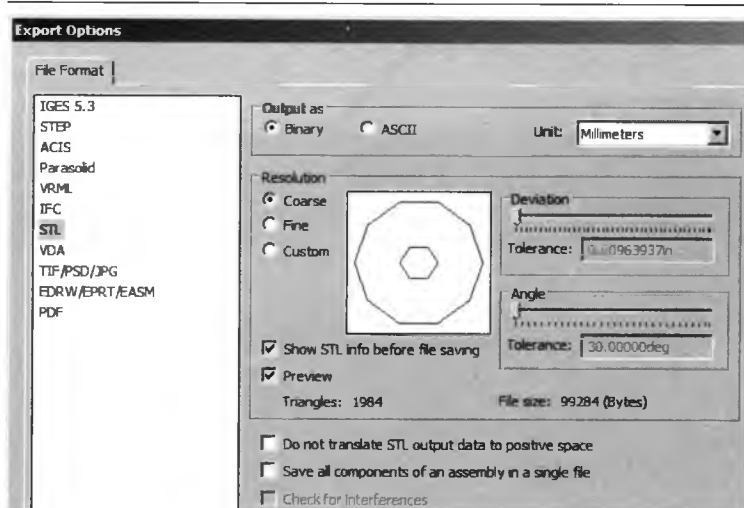 Export Options
File Format
IGES 5.3
STEP
ACIS
Parasolid
VRML
IFC
STL
VDA
TIF/PSD/JPG
EDRW/EPRT/EASM
PDF
Output as
Binary
ASCII
Unit:
Millimeters
Resolution
Coarse
Fine
Custom
Deviation
Tolerance:
Angle
Tolerance:
30.00000deg
Show STL info before file saving
Preview
Triangles: 1984
File size: 99284 (Bytes)
Do not translate STL output data to positive space
Save all components of an assembly in a single file
Check for interferences